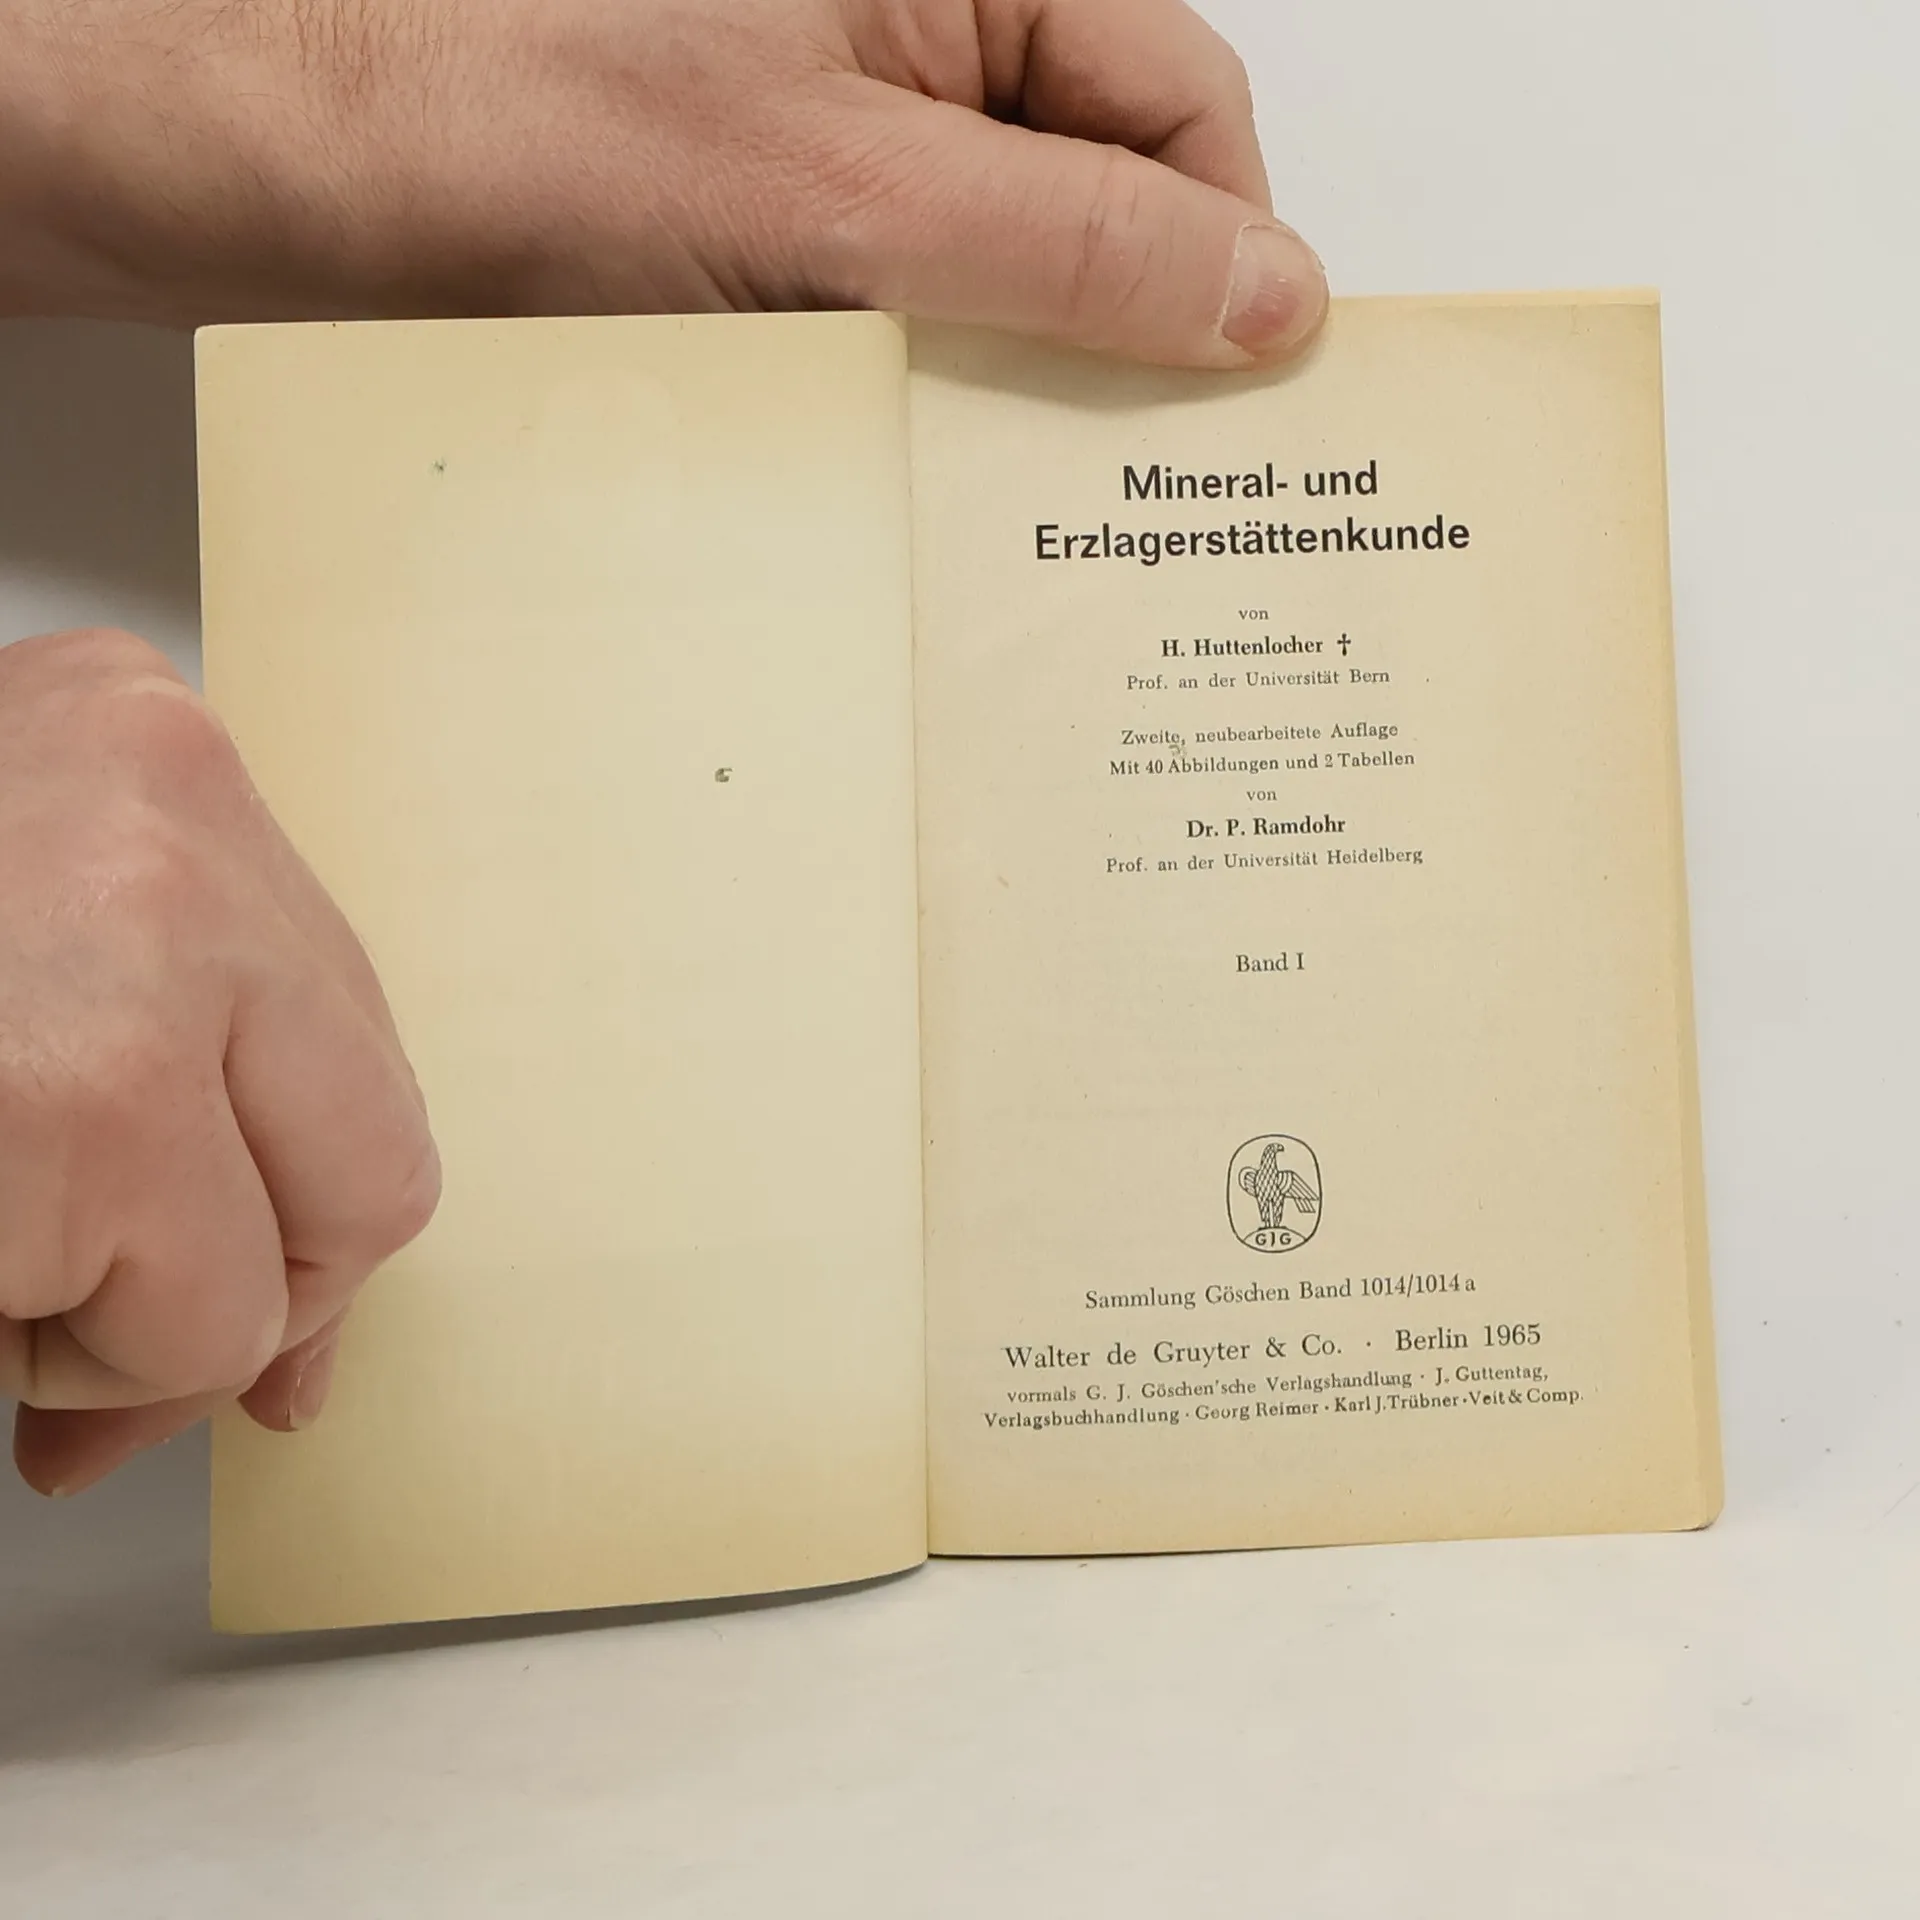 Mineral- und
Erzlagerstättenkunde
von
H. Huttenlocher †
Prof. an der Universität Bern
Zweite, neubearbeitete Auflage
Mit 40 Abbildungen und 2 Tabellen
von
Dr. P. Ramdohr
Prof. an der Universität Heidelberg
Band I
GJG
Sammlung Göschen Band 1014/1014 a
Walter de Gruyter & Co. · Berlin 1965
vormals G. J. Göschen'sche Verlagshandlung · J. Guttentag,
Verlagsbuchhandlung · Georg Reimer · Karl J. Trübner · Veit & Comp.